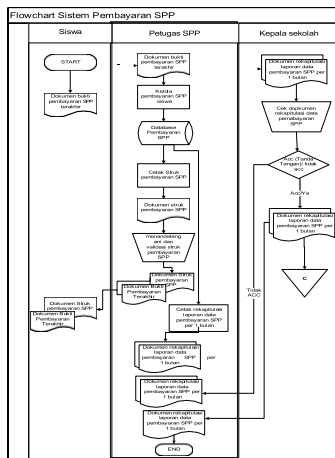 Flowchart Sistem Pembayaran SPP
Siswa
Petugas SPP
Kepala sekolah
START
Dokumen bukti
pembayaran SPP
terakhir
Dokumen bukti
pembayaran SPP
terakhir
Kelola
pembayaran SPP
siswa
Database
Pembayaran
SPP
Cetak Struk
pembayaran SPP
Dokumen struk
pembayaran
SPP
menandatang
ani dan
validasi struk
pembayaran
SPP
Dokumen Struk
pembayaran SPP
Dokumen Bukti
Pembayaran
Terakhir
Dokumen Struk
pembayaran SPP
Dokumen Bukti
Pembayaran
Terakhir
Cetak rekapitulasi
laporan data
pembayaran SPP
per 1 bulan
Dokumen rekapitulasi
laporan data
pembayaran SPP per
1 bulan
Dokumen rekapitulasi
laporan data
pembayaran SPP per
1 bulan
Dokumen rekapitulasi
laporan data
pembayaran SPP per
1 bulan
END
Dokumen rekapitulasi
laporan data
pembayaran SPP per
1 bulan
Cek dopkumen
rekapitulasi data
pembayaran
SPP
Acc (Tanda
Tangan)/ tidak
acc
Acc/Ya
Dokumen rekapitulasi
laporan data
pembayaran SPP per
1 bulan
C
Tidak
ACC